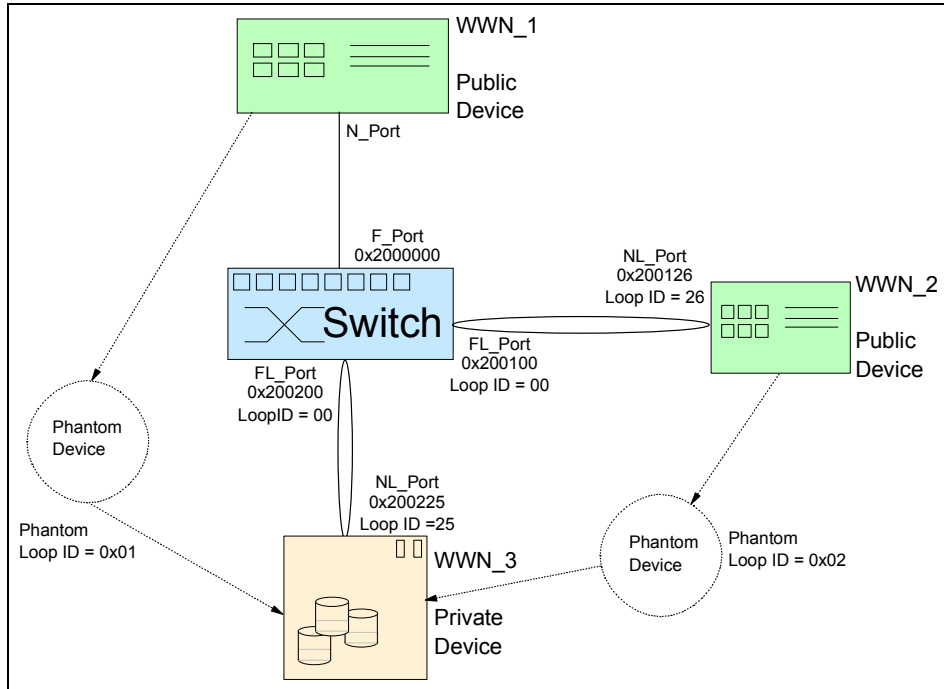 WWN_1
Public
Device
N_Port
F_Port
0x2000000
Switch
NL_Port
0x200126
Loop ID = 26
WWN_2
Public
Device
FL_Port
0x200100
Loop ID = 00
FL_Port
0x200200
LoopID = 00
Phantom
Device
Phantom
Loop ID = 0x01
NL_Port
0x200225
Loop ID =25
WWN_3
Private
Device
Phantom
Device
Phantom
Loop ID = 0x02